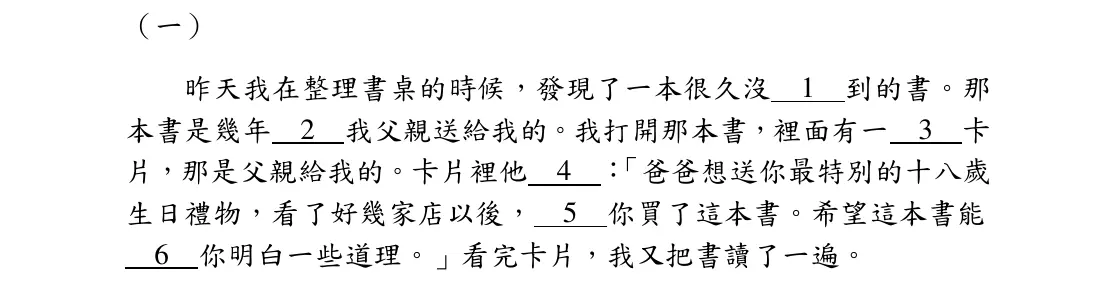 （一）
昨天我在整理書桌的時候，發現了一本很久沒 1 到的書。那
本書是幾年 2 我父親送給我的。我打開那本書，裡面有一 3 卡
片，那是父親給我的。卡片裡他 4 ：「爸爸想送你最特別的十八歲
生日禮物，看了好幾家店以後， 5 你買了這本書。希望這本書能
6 你明白一些道理。」看完卡片，我又把書讀了一遍。